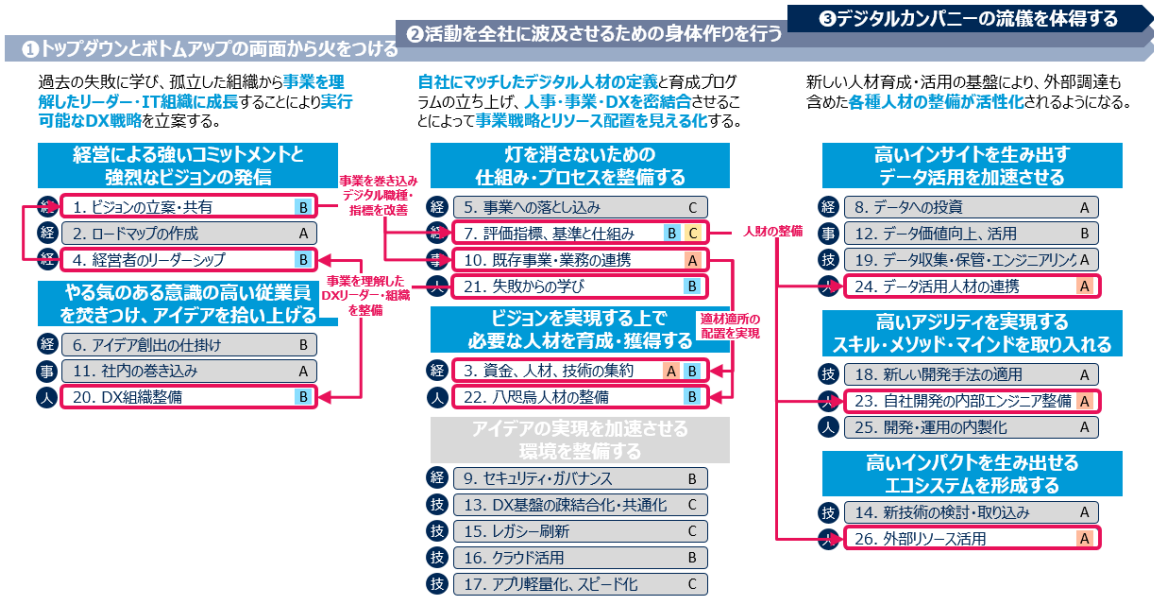 ❶トップダウンとボトムアップの両面から火をつける
❷活動を全社に波及させるための身体作りを行う
❸デジタルカンパニーの流儀を体得する
過去の失敗に学び、孤立した組織から事業を理
解したリーダー・IT組織に成長することにより実行
可能なDX戦略を立案する。
経営による強いコミットメントと
強烈なビジョンの発信
経 1. ビジョンの立案・共有 B
経 2. ロードマップの作成 A
経 4. 経営者のリーダーシップ B
やる気のある意識の高い従業員
を焚きつけ、アイデアを拾い上げる
経 6. アイデア創出の仕掛け B
事 11. 社内の巻き込み A
人 20. DX組織整備 B
事業を巻き込み
デジタル職種・
指標を改善
事業を理解した
DXリーダー・組織
を整備
自社にマッチしたデジタル人材の定義と育成プログ
ラムの立ち上げ、人事・事業・DXを密結合させるこ
とによって事業戦略とリソース配置を見える化する。
灯を消さないための
仕組み・プロセスを整備する
経 5. 事業への落とし込み C
経 7. 評価指標、基準と仕組み B C
事 10. 既存事業・業務の連携 A
人 21. 失敗からの学び B
ビジョンを実現する上で
必要な人材を育成・獲得する
経 3. 資金、人材、技術の集約 A B
人 22. 八咫烏人材の整備 B
アイデアの実現を加速させる
環境を整備する
経 9. セキュリティ・ガバナンス B
技 13. DX基盤の疎結合化・共通化 C
技 15. レガシー刷新 C
技 16. クラウド活用 B
技 17. アプリ軽量化、スピード化 C
人財の整備
適材適所の
配置を実現
新しい人材育成・活用の基盤により、外部調達も
含めた各種人材の整備が活性化されるようになる。
高いインサイトを生み出す
データ活用を加速させる
経 8. データへの投資 A
事 12. データ価値向上、活用 B
技 19. データ収集・保管・エンジニアリング A
人 24. データ活用人材の連携 A
高いアジリティを実現する
スキル・メソッド・マインドを取り入れる
技 18. 新しい開発手法の適用 A
人 23. 自社開発の内部エンジニア整備 A
人 25. 開発・運用の内製化 A
高いインパクトを生み出せる
エコシステムを形成する
技 14. 新技術の検討・取り込み A
人 26. 外部リソース活用 A